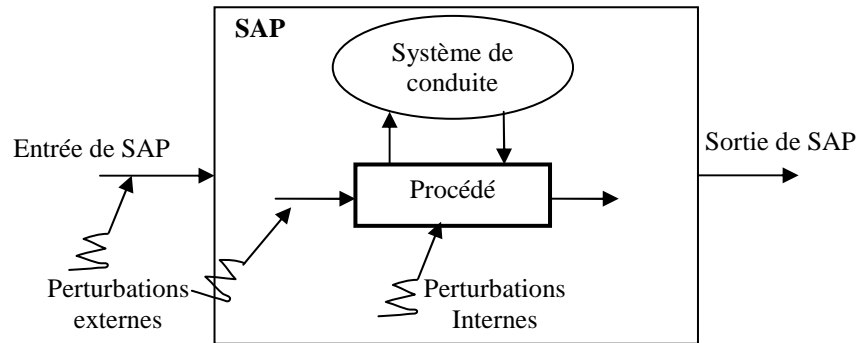 SAP
Système de
conduite
Entrée de SAP
Sortie de SAP
Procédé
Perturbations
externes
Perturbations
Internes